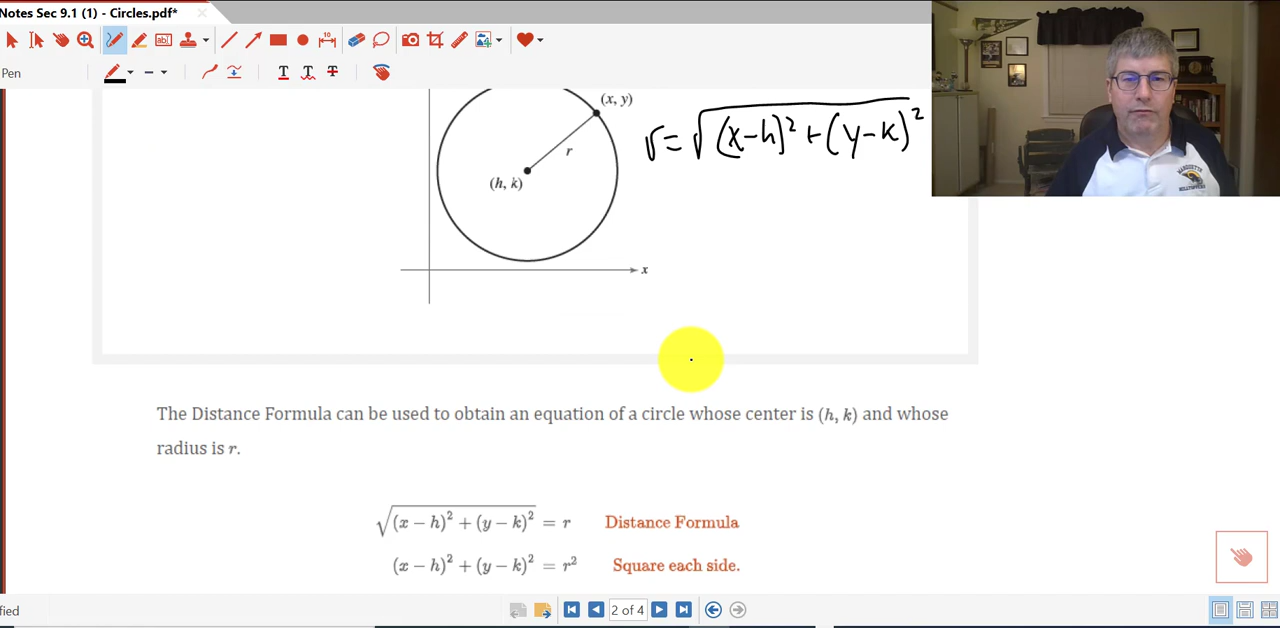 Notes Sec 9.1 (1) - Circles.pdf*
Pen
(x, y)
r = √(x-h)² + (y-k)²
r
(h, k)
x
MARQUETTE
HILLTOPPERS
The Distance Formula can be used to obtain an equation of a circle whose center is (h, k) and whose
radius is r.
√(x − h)² + (y − k)² = r Distance Formula
(x − h)² + (y − k)² = r² Square each side.
fied
2 of 4